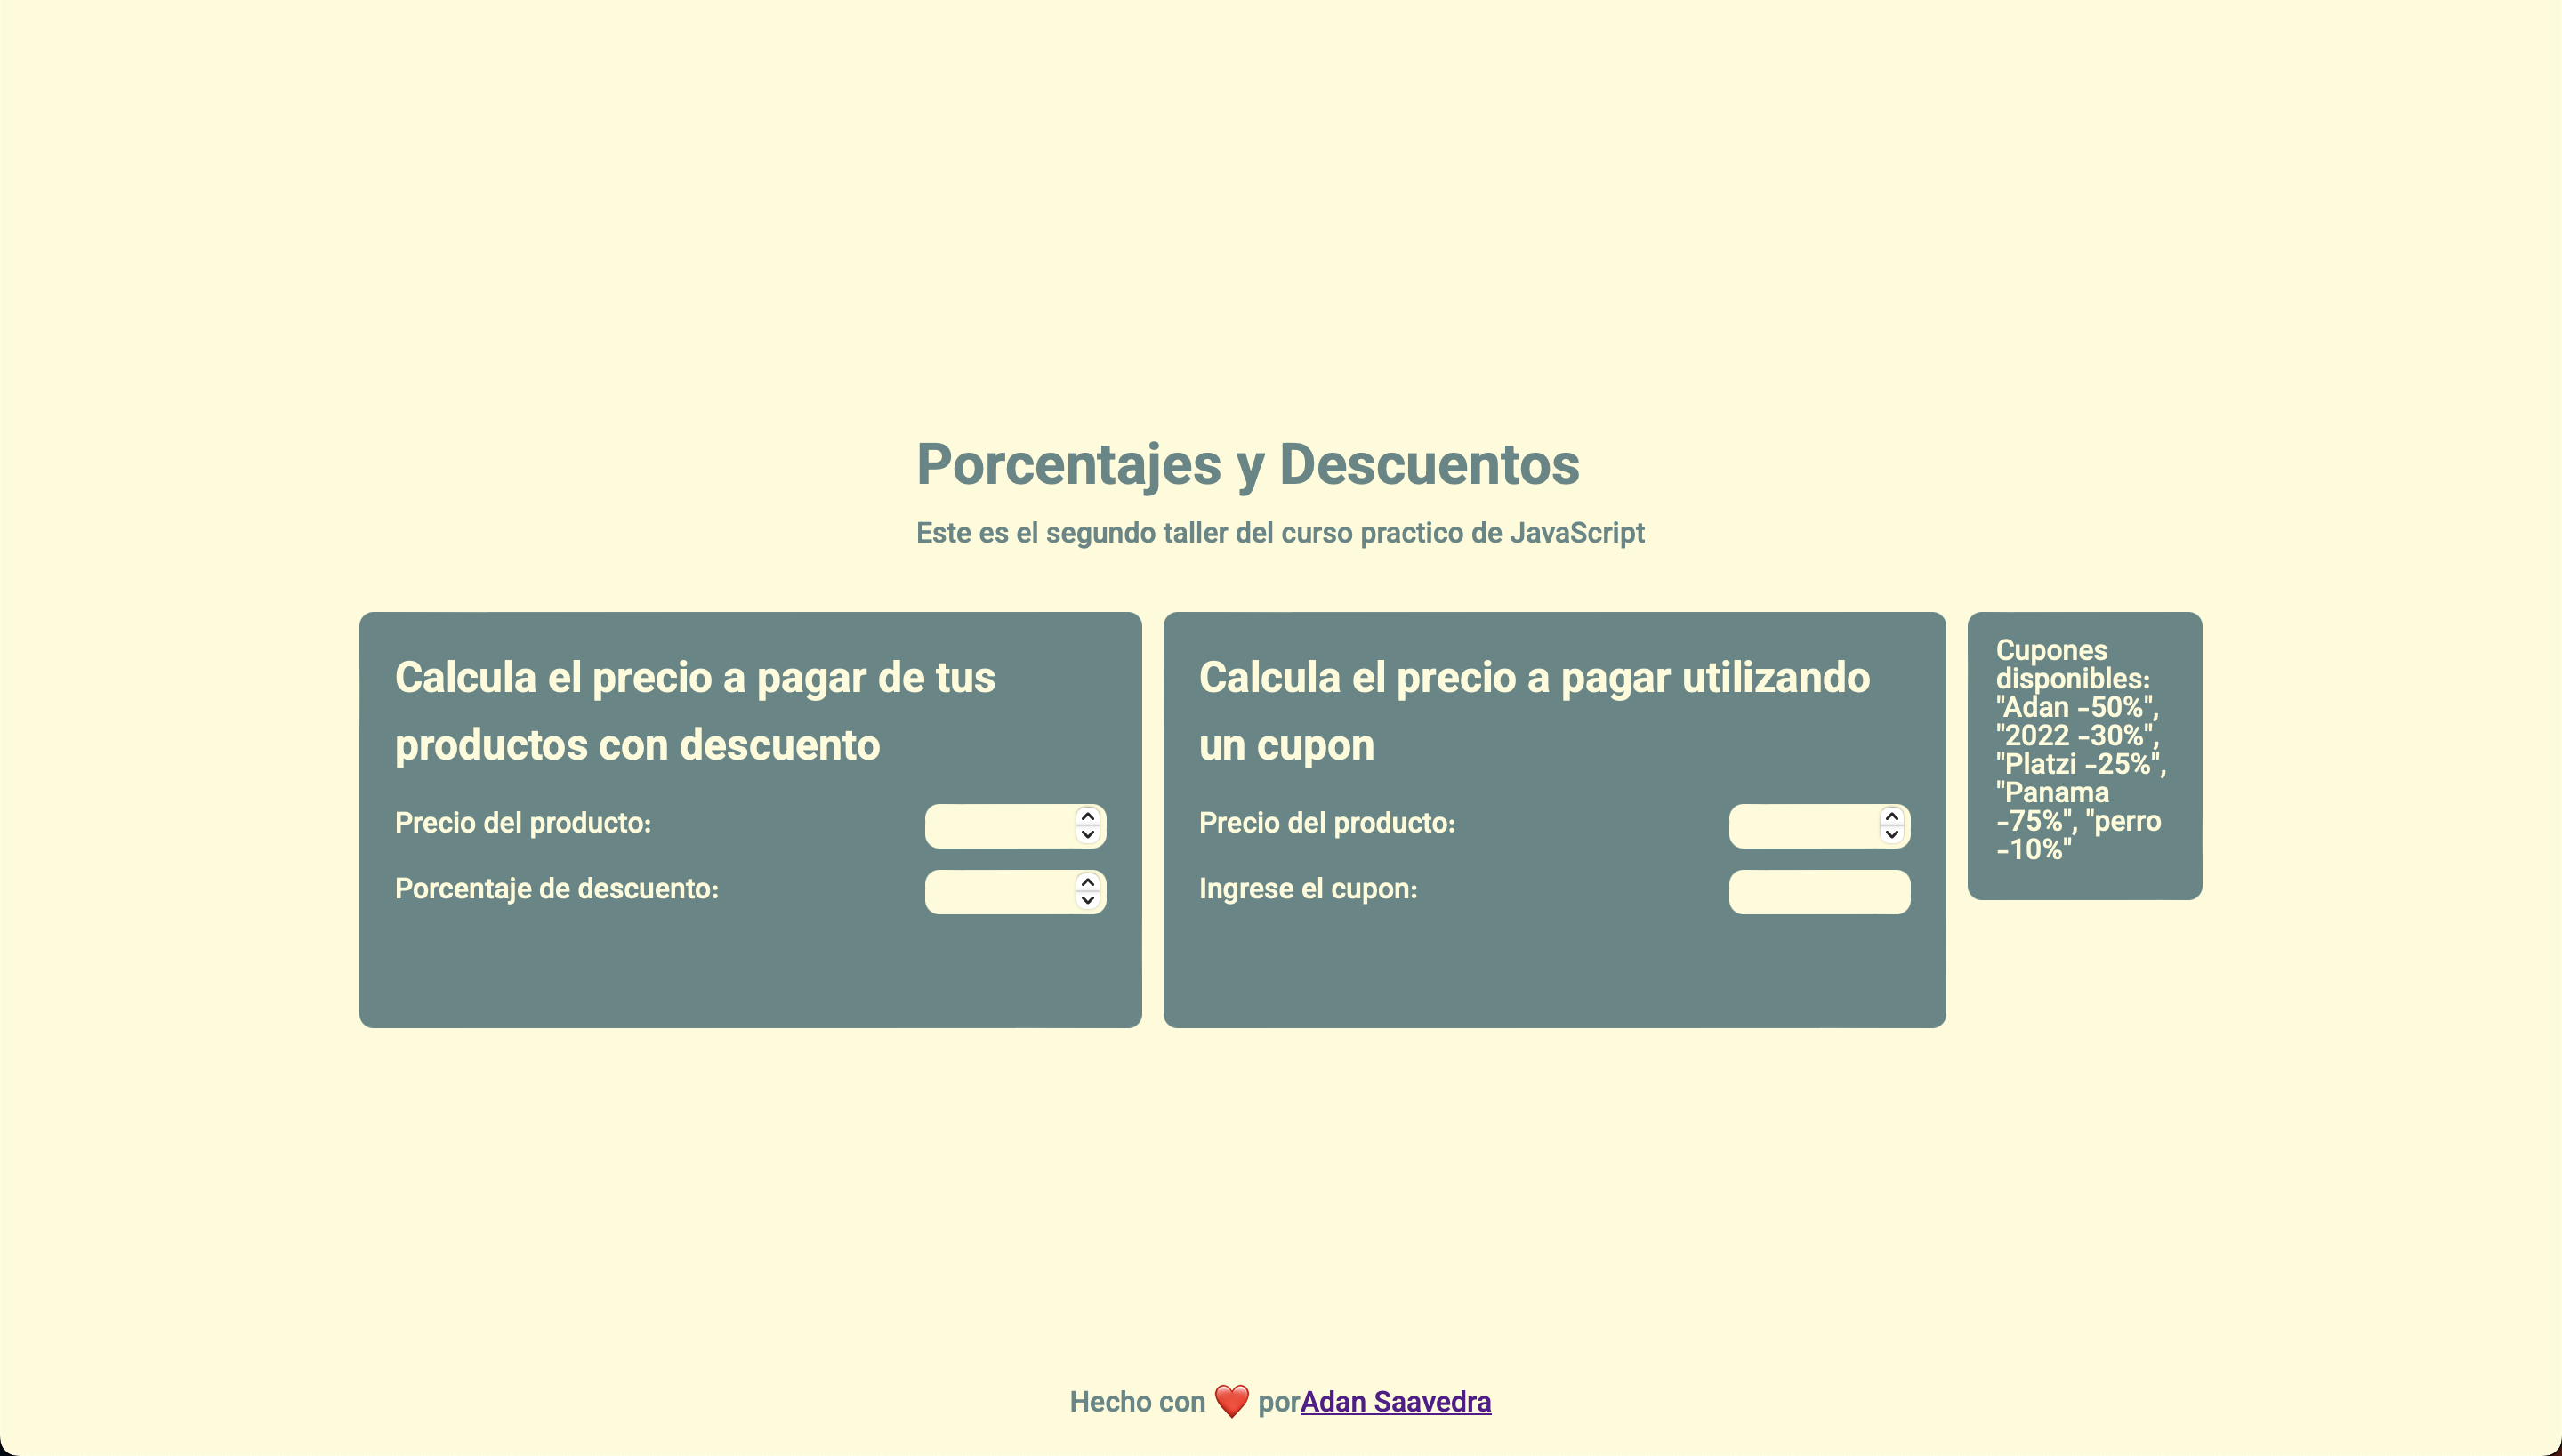 Porcentajes y Descuentos
Este es el segundo taller del curso practico de JavaScript
Calcula el precio a pagar de tus
productos con descuento
Precio del producto:
Porcentaje de descuento:
Calcula el precio a pagar utilizando
un cupon
Precio del producto:
Ingrese el cupon:
Cupones
disponibles:
"Adan -50%",
"2022 -30%",
"Platzi -25%",
"Panama
-75%", "perro
-10%"
Hecho con ❤️ porAdan Saavedra